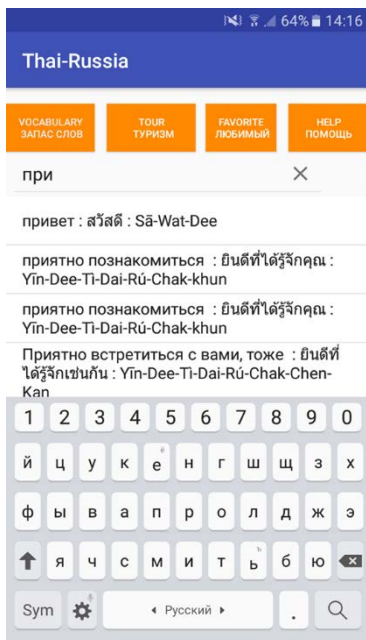 64% 14:16
Thai-Russia
VOCABULARY
ЗАПАС СЛОВ
TOUR
ТУРИЗМ
FAVORITE
ЛЮБИМЫЙ
HELP
ПОМОЩЬ
при
привет : สวัสดี : Sā-Wat-Dee
приятно познакомиться : ยินดีที่ได้รู้จักคุณ :
Yīn-Dee-Tì-Dai-Rú-Chak-khun
приятно познакомиться : ยินดีที่ได้รู้จักคุณ :
Yīn-Dee-Tì-Dai-Rú-Chak-khun
Приятно встретиться с вами, тоже : ยินดีที่
ได้รู้จักเช่นกัน : Yīn-Dee-Tì-Dai-Rú-Chak-Chen-
Kan
1 2 3 4 5 6 7 8 9 0
й ц у к е ё н г ш щ з х
ф ы в а п р о л д ж э
я ч с м и т ь ъ б ю
Sym Русский .